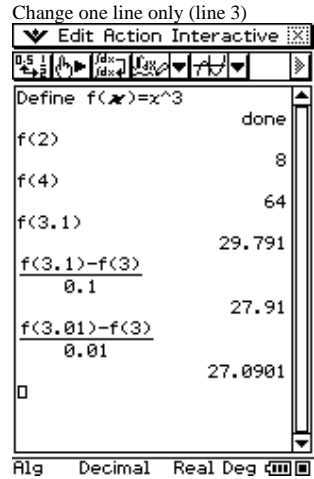 Change one line only (line 3)
Edit Action Interactive
Define f(x)=x^3
done
f(2)
8
f(4)
64
f(3.1)
29.791
f(3.1)-f(3)
0.1
27.91
f(3.01)-f(3)
0.01
27.0901
Alg Decimal Real Deg